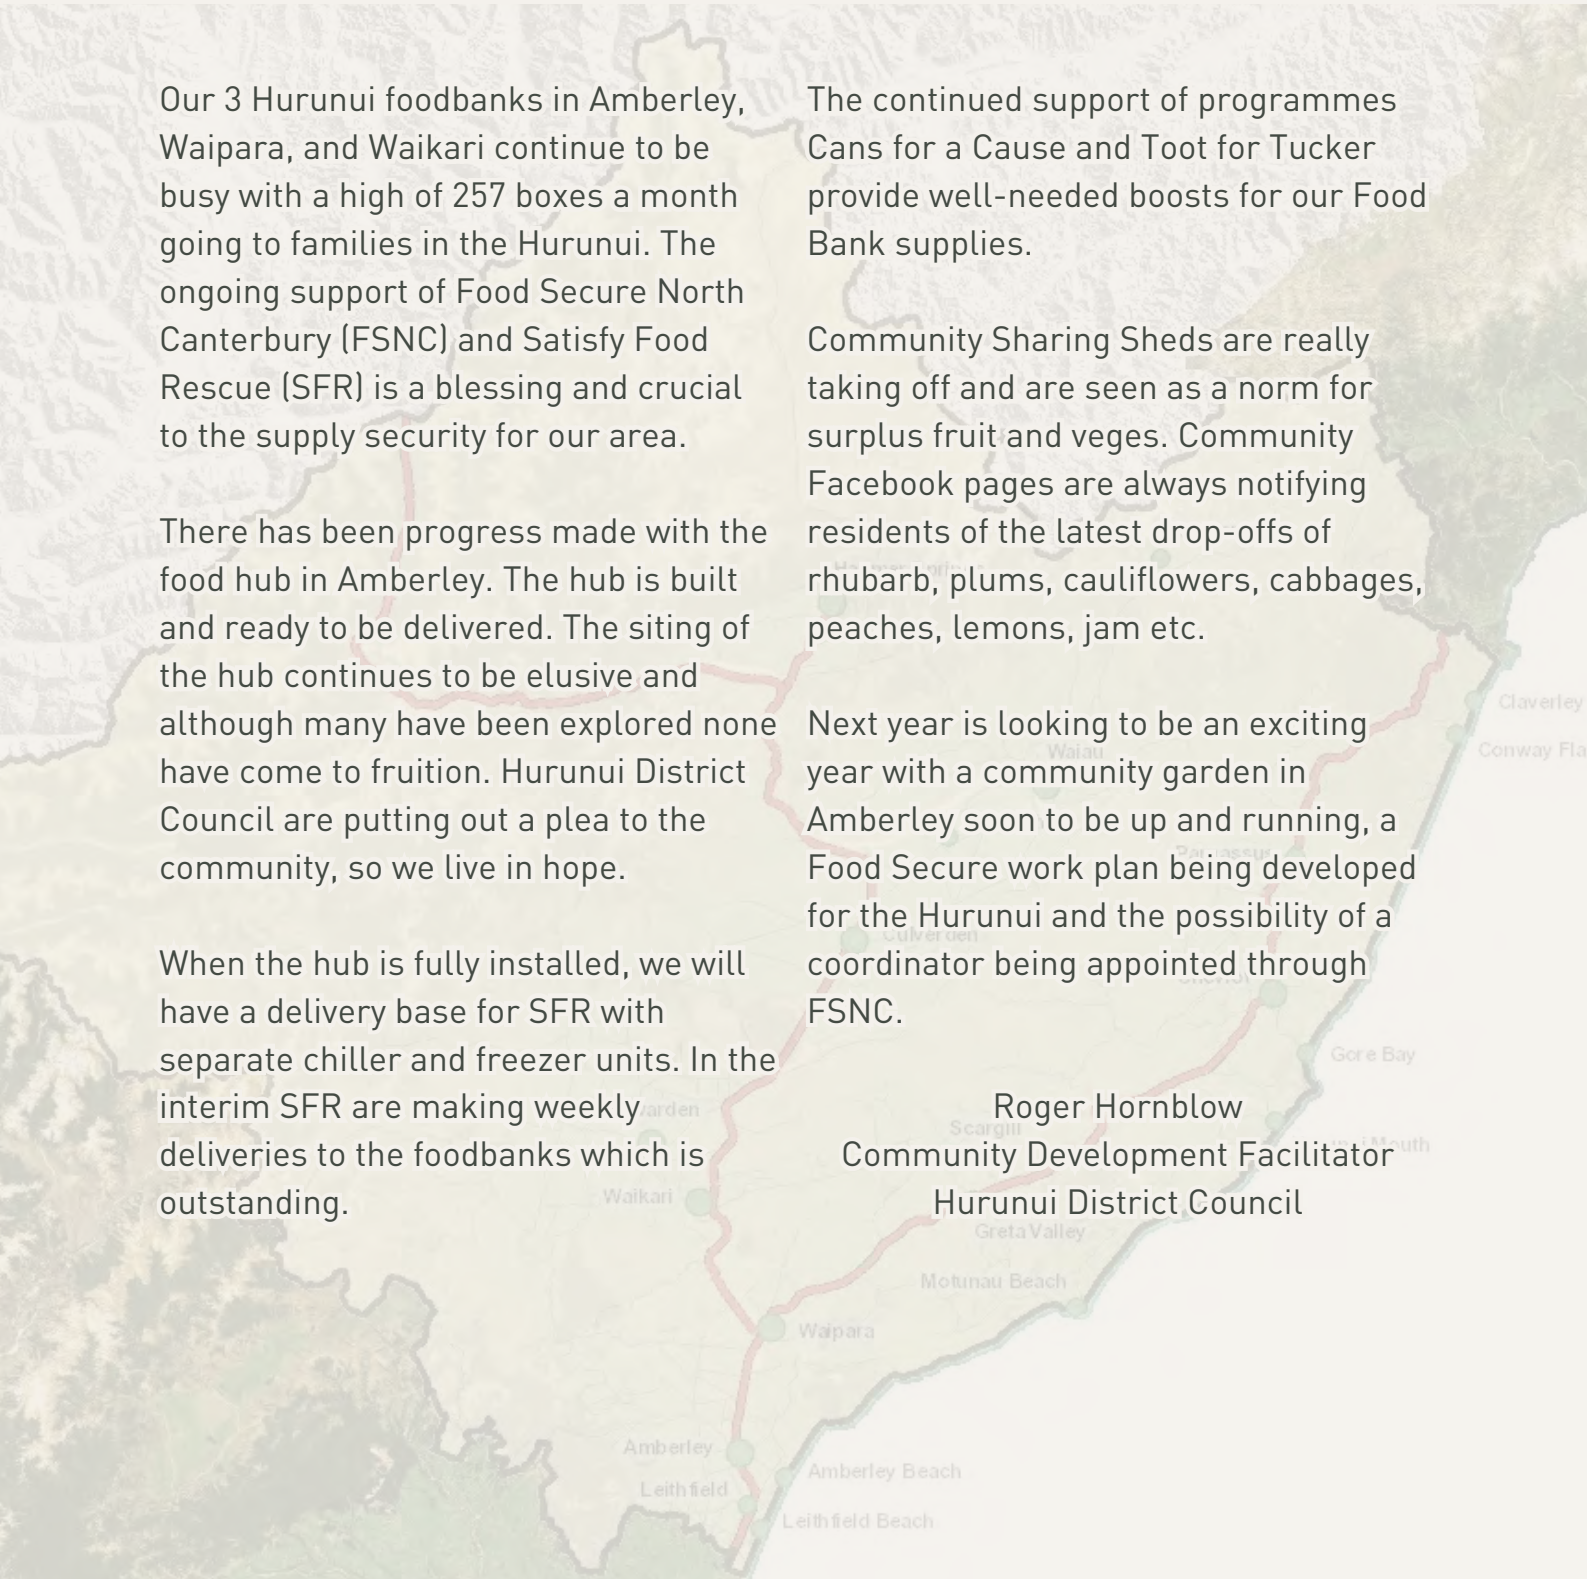 Our 3 Hurunui foodbanks in Amberley,
Waipara, and Waikari continue to be
busy with a high of 257 boxes a month
going to families in the Hurunui. The
ongoing support of Food Secure North
Canterbury (FSNC) and Satisfy Food
Rescue (SFR) is a blessing and crucial
to the supply security for our area.
There has been progress made with the
food hub in Amberley. The hub is built
and ready to be delivered. The siting of
the hub continues to be elusive and
although many have been explored none
have come to fruition. Hurunui District
Council are putting out a plea to the
community, so we live in hope.
When the hub is fully installed, we will
have a delivery base for SFR with
separate chiller and freezer units. In the
interim SFR are making weekly
deliveries to the foodbanks which is
outstanding.
The continued support of programmes
Cans for a Cause and Toot for Tucker
provide well-needed boosts for our Food
Bank supplies.
Community Sharing Sheds are really
taking off and are seen as a norm for
surplus fruit and veges. Community
Facebook pages are always notifying
residents of the latest drop-offs of
rhubarb, plums, cauliflowers, cabbages,
peaches, lemons, jam etc.
Next year is looking to be an exciting
year with a community garden in
Amberley soon to be up and running, a
Food Secure work plan being developed
for the Hurunui and the possibility of a
coordinator being appointed through
FSNC.
Roger Hornblow
Community Development Facilitator
Hurunui District Council
Claverley
Waiau
Conway Fla
Parnassus
Culverden
Gore Bay
Scargill
Mouth
Waikari
Greta Valley
Motunau Beach
Waipara
Amberley
Amberley Beach
Leithfield
Leithfield Beach